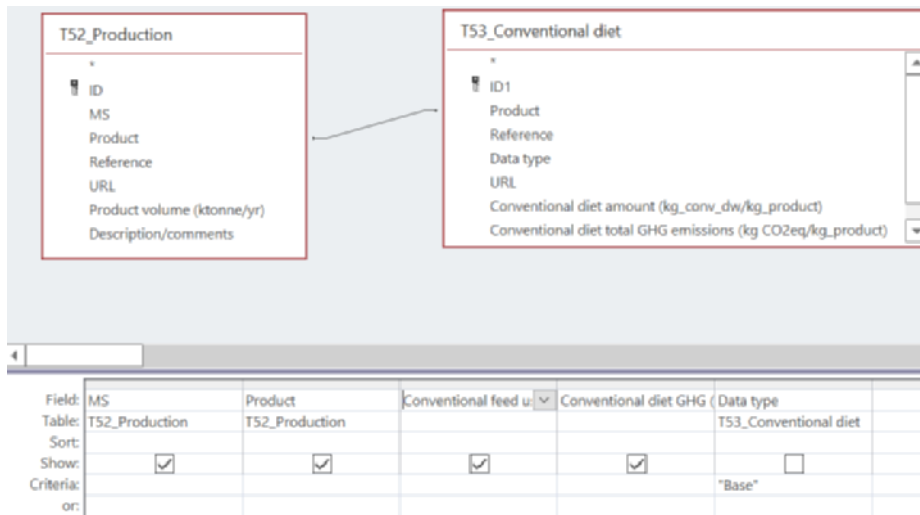 T52_Production
*
ID
MS
Product
Reference
URL
Product volume (ktonne/yr)
Description/comments
T53_Conventional diet
*
ID1
Product
Reference
Data type
URL
Conventional diet amount (kg_conv_dw/kg_product)
Conventional diet total GHG emissions (kg CO2eq/kg_product)
Field: MS Product Conventional feed u: Conventional diet GHG ( Data type
Table: T52_Production T52_Production T53_Conventional diet
Sort:
Show:
Criteria: "Base"
or: